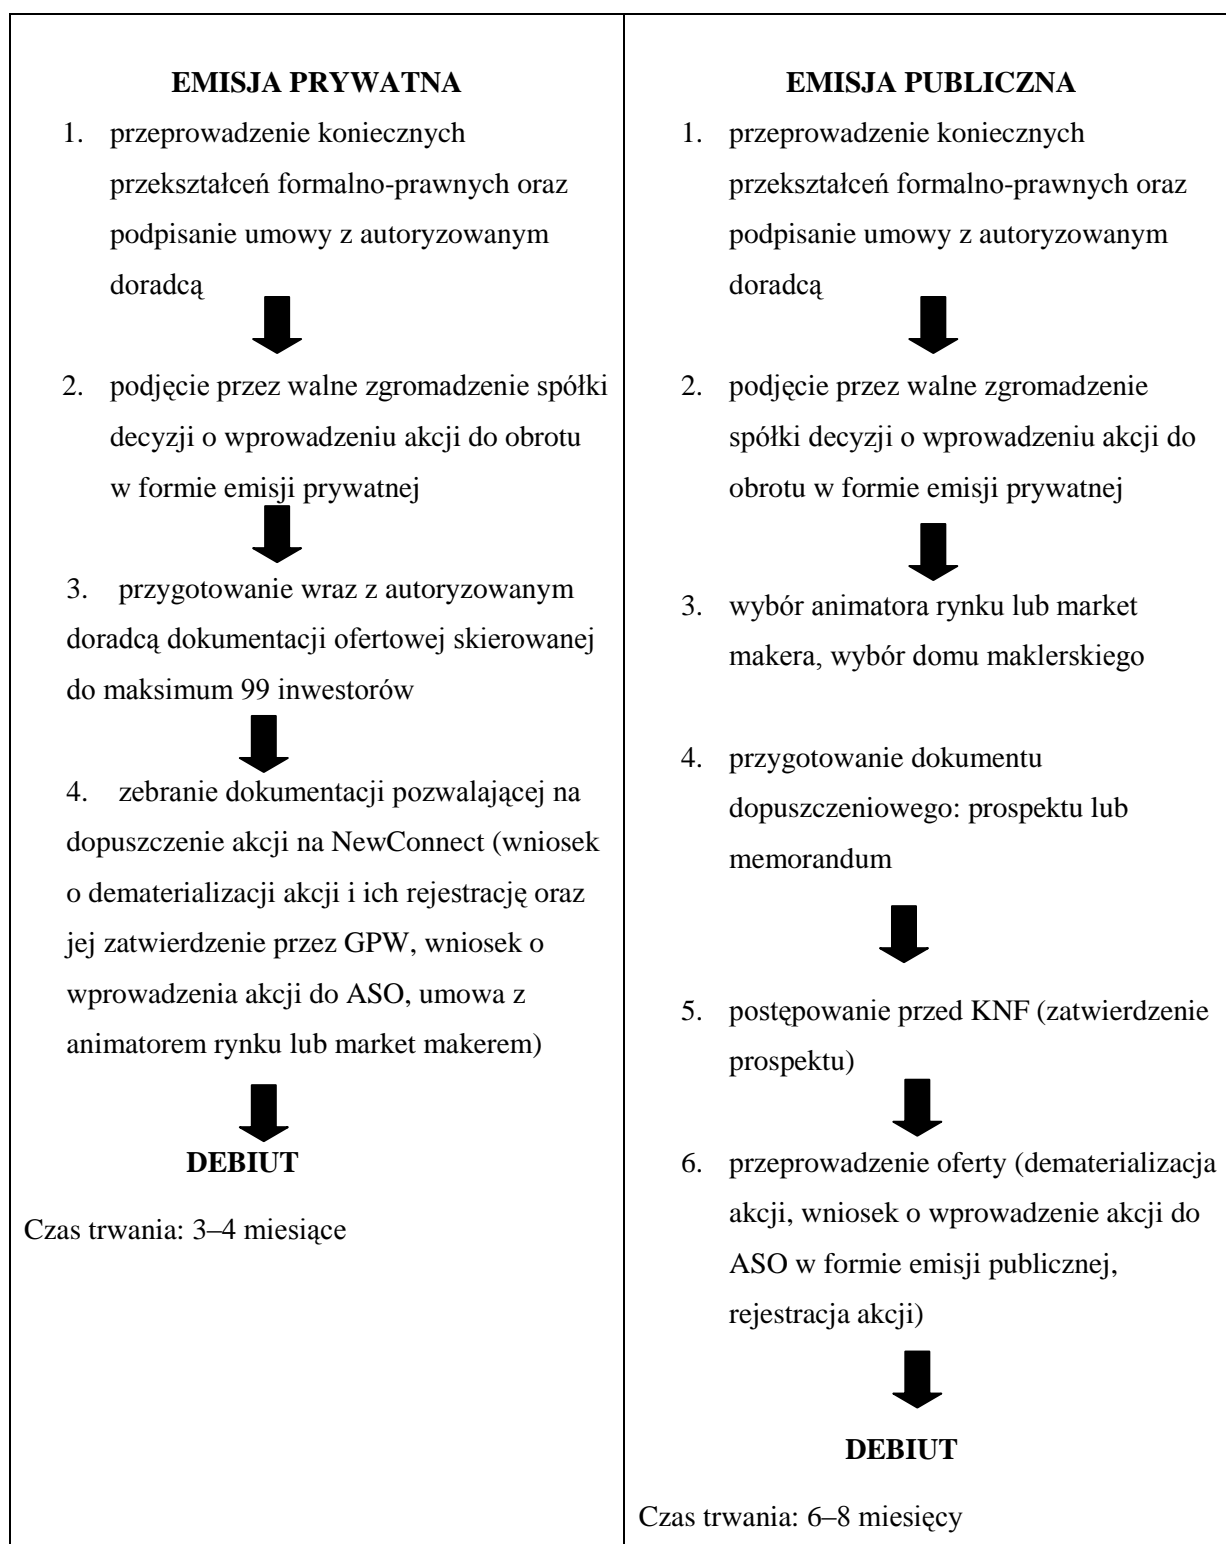 EMISJA PRYWATNA
1. przeprowadzenie koniecznych
przekształceń formalno-prawnych oraz
podpisanie umowy z autoryzowanym
doradcą
2. podjęcie przez walne zgromadzenie spółki
decyzji o wprowadzeniu akcji do obrotu
w formie emisji prywatnej
3. przygotowanie wraz z autoryzowanym
doradcą dokumentacji ofertowej skierowanej
do maksimum 99 inwestorów
4. zebranie dokumentacji pozwalającej na
dopuszczenie akcji na NewConnect (wniosek
o dematerializacji akcji i ich rejestrację oraz
jej zatwierdzenie przez GPW, wniosek o
wprowadzenia akcji do ASO, umowa z
animatorem rynku lub market makerem)
DEBIUT
Czas trwania: 3–4 miesiące
EMISJA PUBLICZNA
1. przeprowadzenie koniecznych
przekształceń formalno-prawnych oraz
podpisanie umowy z autoryzowanym
doradcą
2. podjęcie przez walne zgromadzenie
spółki decyzji o wprowadzeniu akcji do
obrotu w formie emisji prywatnej
3. wybór animatora rynku lub market
makera, wybór domu maklerskiego
4. przygotowanie dokumentu
dopuszczeniowego: prospektu lub
memorandum
5. postępowanie przed KNF (zatwierdzenie
prospektu)
6. przeprowadzenie oferty (dematerializacja
akcji, wniosek o wprowadzenie akcji do
ASO w formie emisji publicznej,
rejestracja akcji)
DEBIUT
Czas trwania: 6–8 miesięcy